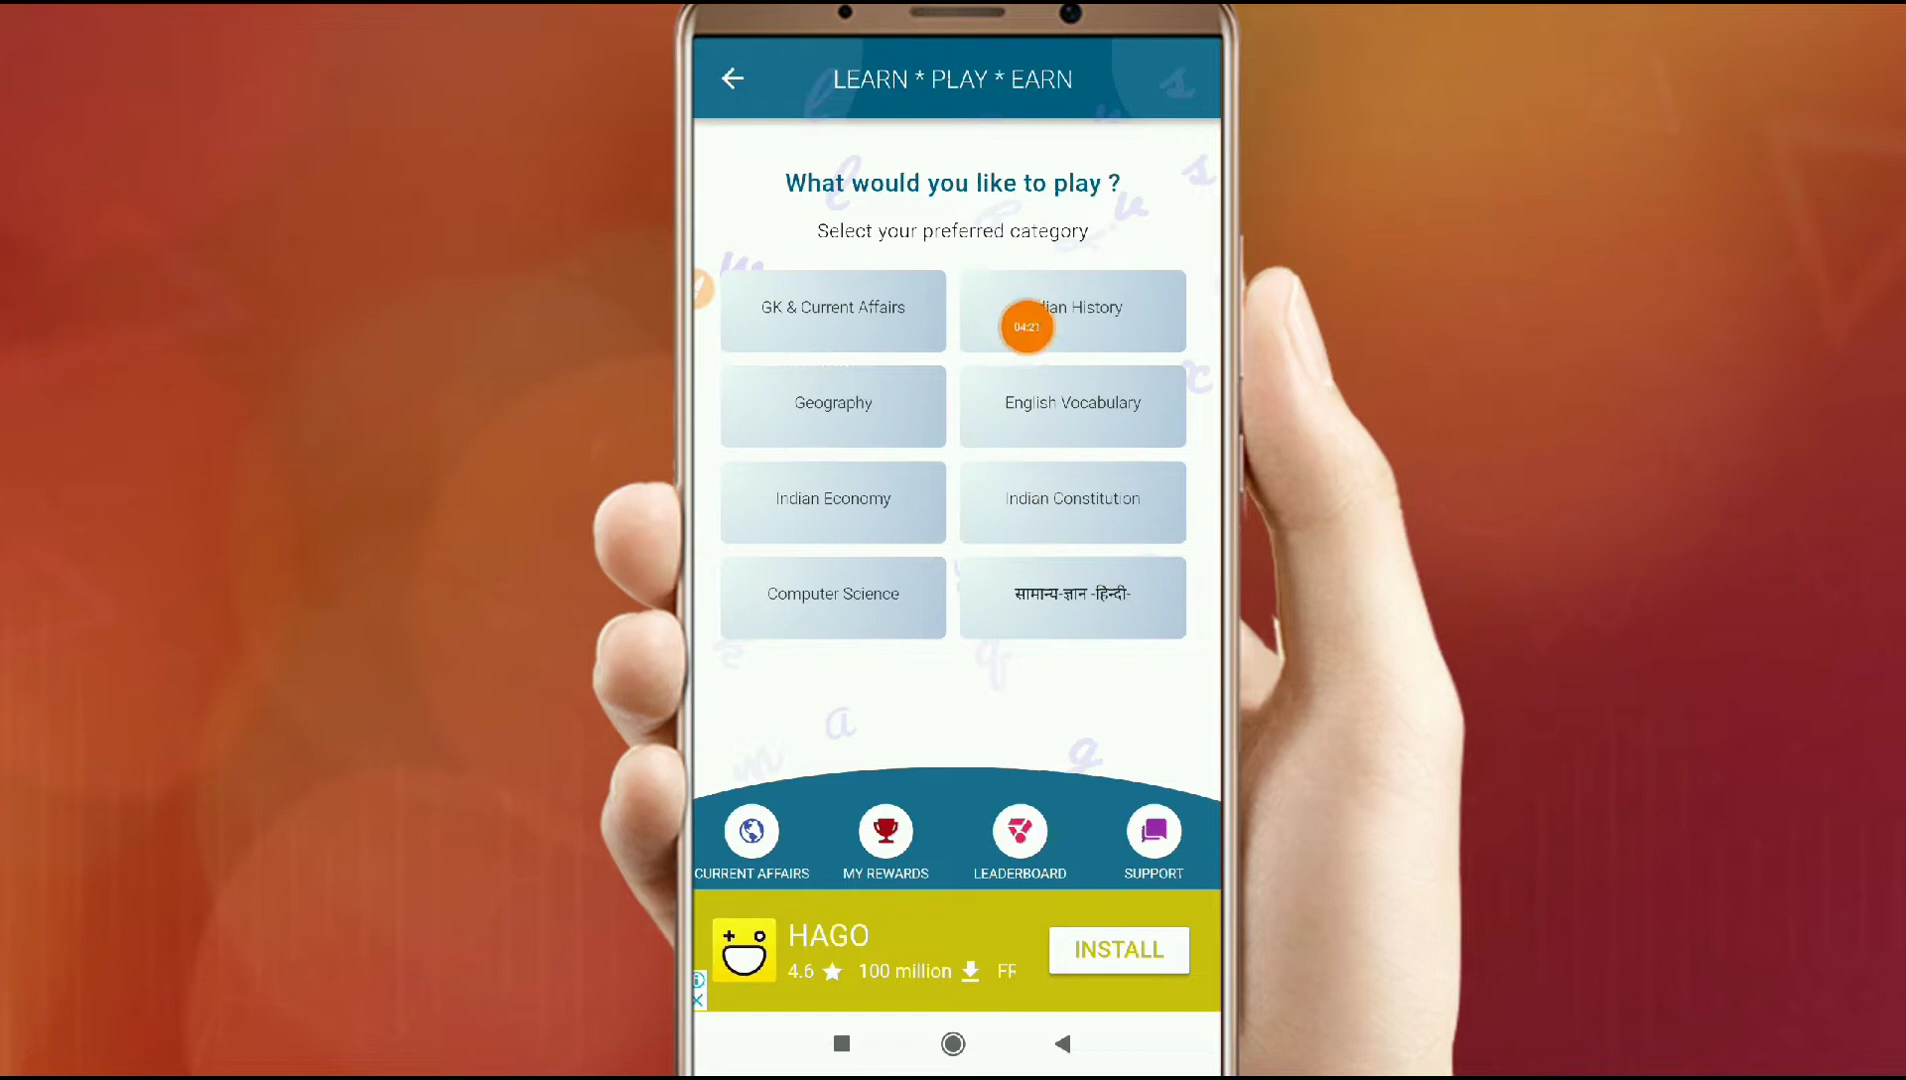 LEARN * PLAY * EARN
What would you like to play ?
Select your preferred category
GK & Current Affairs
History
04:21
Geography
English Vocabulary
Indian Economy
Indian Constitution
Computer Science
सामान्य-ज्ञान -हिन्दी-
CURRENT AFFAIRS
MY REWARDS
LEADERBOARD
SUPPORT
HAGO
4.6 100 million
INSTALL